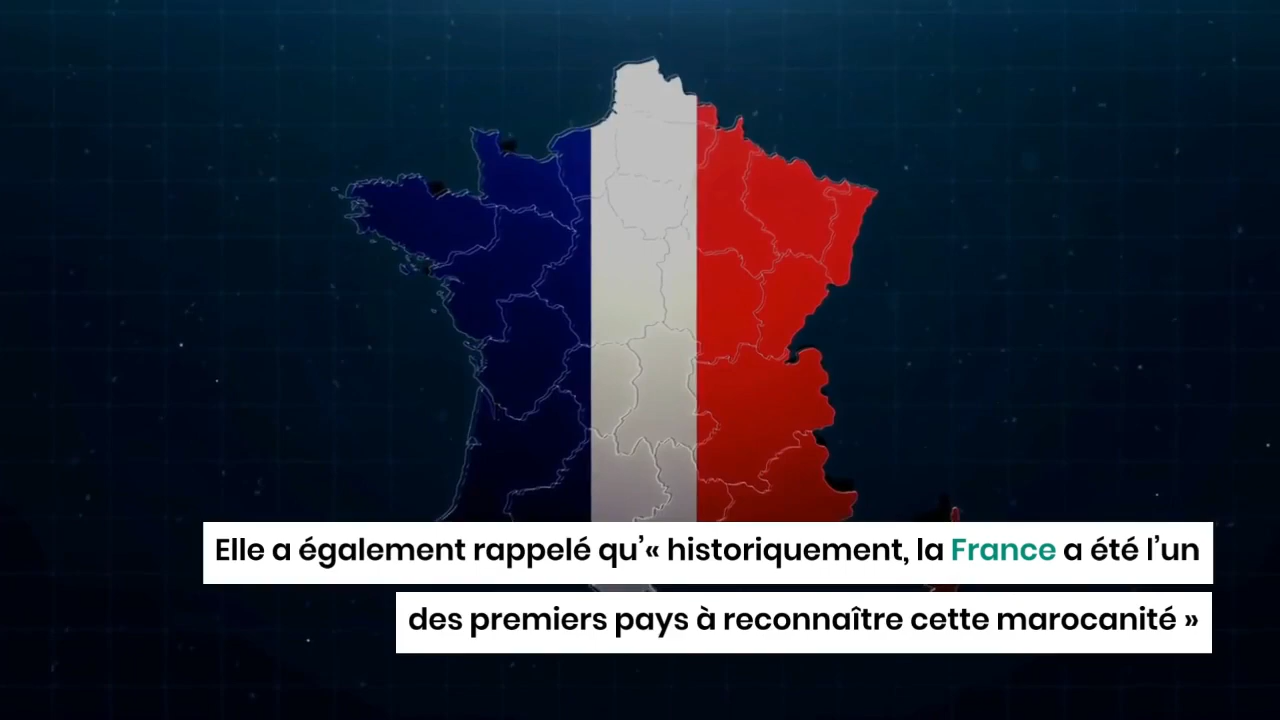 Elle a également rappelé qu’« historiquement, la France a été l’un
des premiers pays à reconnaître cette marocanité »